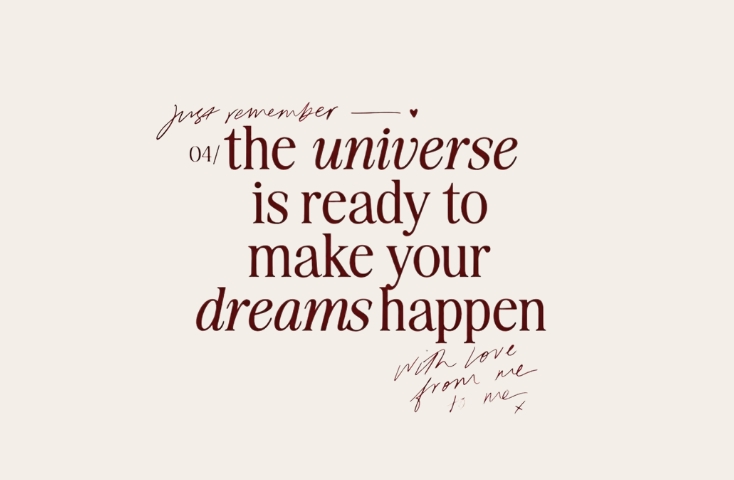 just remember
04/ the universe
is ready to
make your
dreams happen
with love
from me
to me x